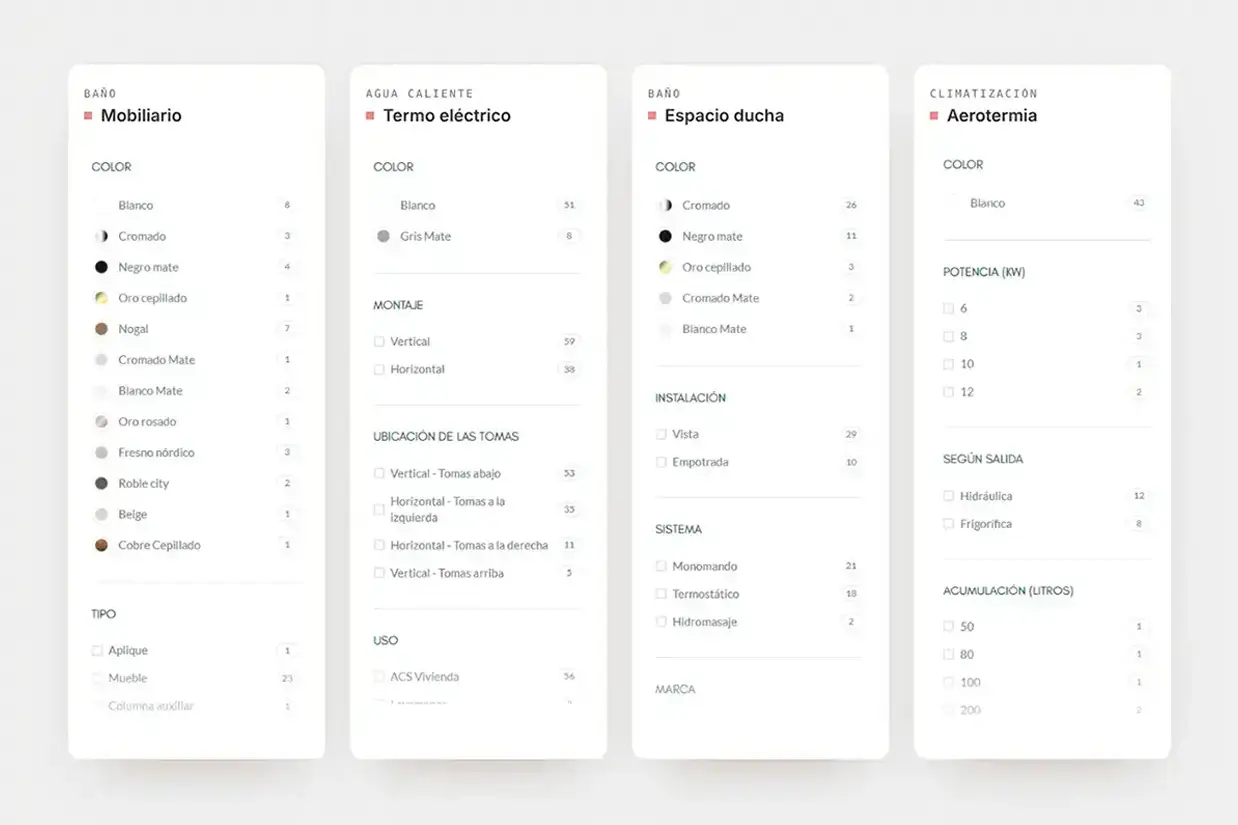 BAÑO
Mobiliario
COLOR
Blanco 8
Cromado 3
Negro mate 4
Oro cepillado 1
Nogal 7
Cromado Mate 1
Blanco Mate 2
Oro rosado 1
Fresno nórdico 3
Roble city 2
Beige 1
Cobre Cepillado 1
TIPO
Aplique 1
Mueble 23
Columna auxiliar 1
AGUA CALIENTE
Termo eléctrico
COLOR
Blanco 51
Gris Mate 8
MONTAJE
Vertical 59
Horizontal 38
UBICACIÓN DE LAS TOMAS
Vertical - Tomas abajo 53
Horizontal - Tomas a la
izquierda 35
Horizontal - Tomas a la derecha 11
Vertical - Tomas arriba 5
USO
ACS Vivienda 56
BAÑO
Espacio ducha
COLOR
Cromado 26
Negro mate 11
Oro cepillado 3
Cromado Mate 2
Blanco Mate 1
INSTALACIÓN
Vista 29
Empotrada 10
SISTEMA
Monomando 21
Termostático 18
Hidromasaje 2
MARCA
CLIMATIZACIÓN
Aerotermia
COLOR
Blanco 43
POTENCIA (KW)
6 3
8 3
10 1
12 2
SEGÚN SALIDA
Hidráulica 12
Frigorífica 8
ACUMULACIÓN (LITROS)
50 1
80 1
100 1
200 2